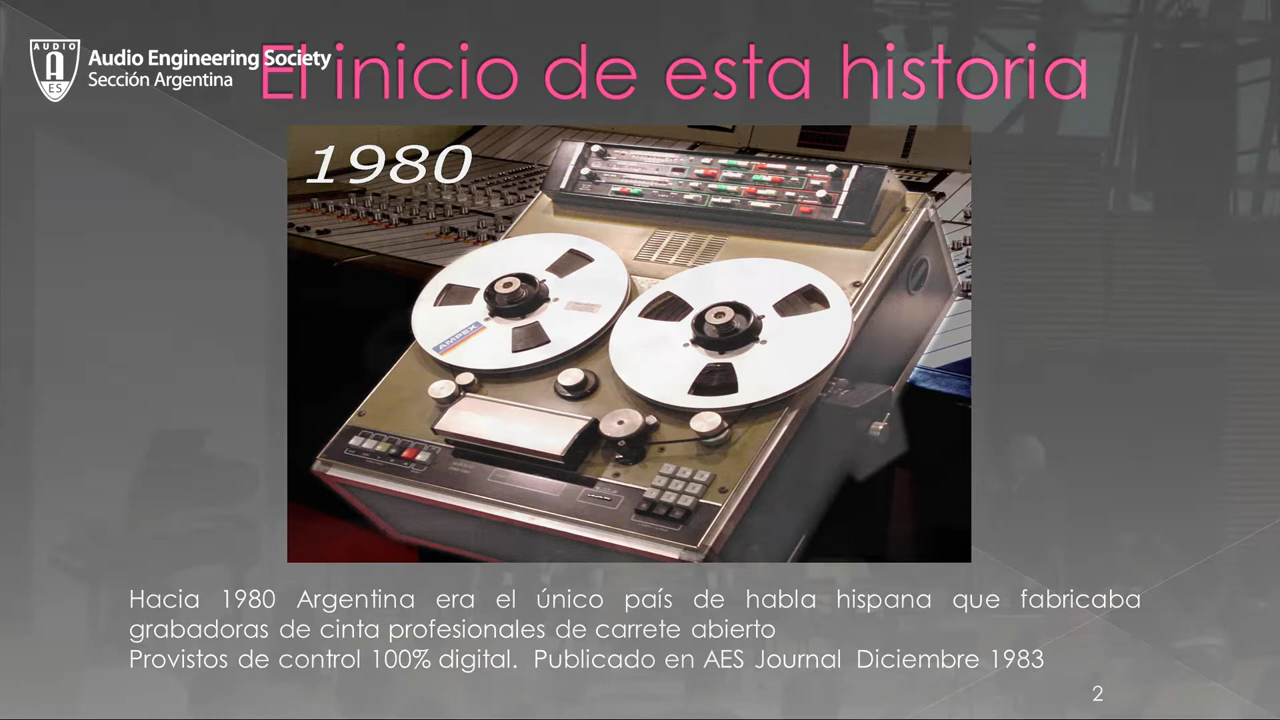 AUDIO
A
ES
Audio Engineering Society
Sección Argentina
El inicio de esta historia
1980
AMPEX
Hacia 1980 Argentina era el único país de habla hispana que fabricaba
grabadoras de cinta profesionales de carrete abierto
Provistos de control 100% digital. Publicado en AES Journal Diciembre 1983
2